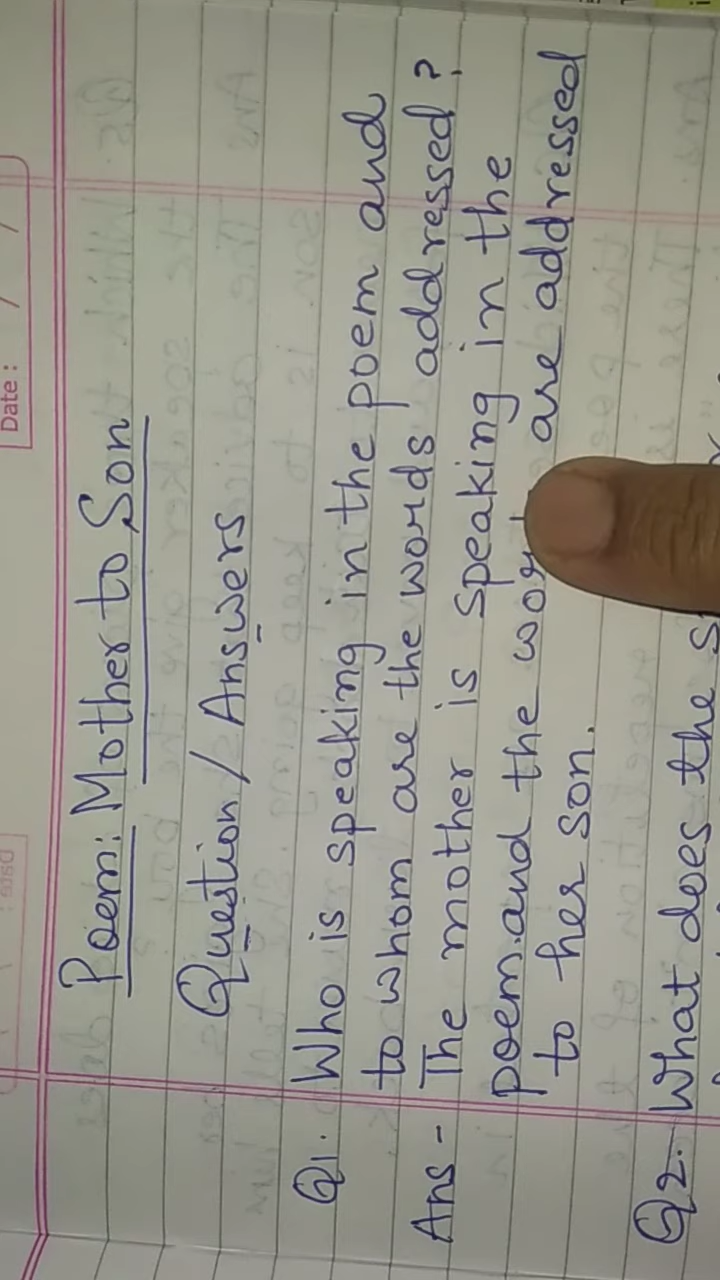 Date: / /
Poem: Mother to Son
Question / Answers
Q1. Who is speaking in the poem and
to whom are the words addressed?
Ans - The mother is speaking in the
poem.and the are addressed
to her son.
Q2. What does the